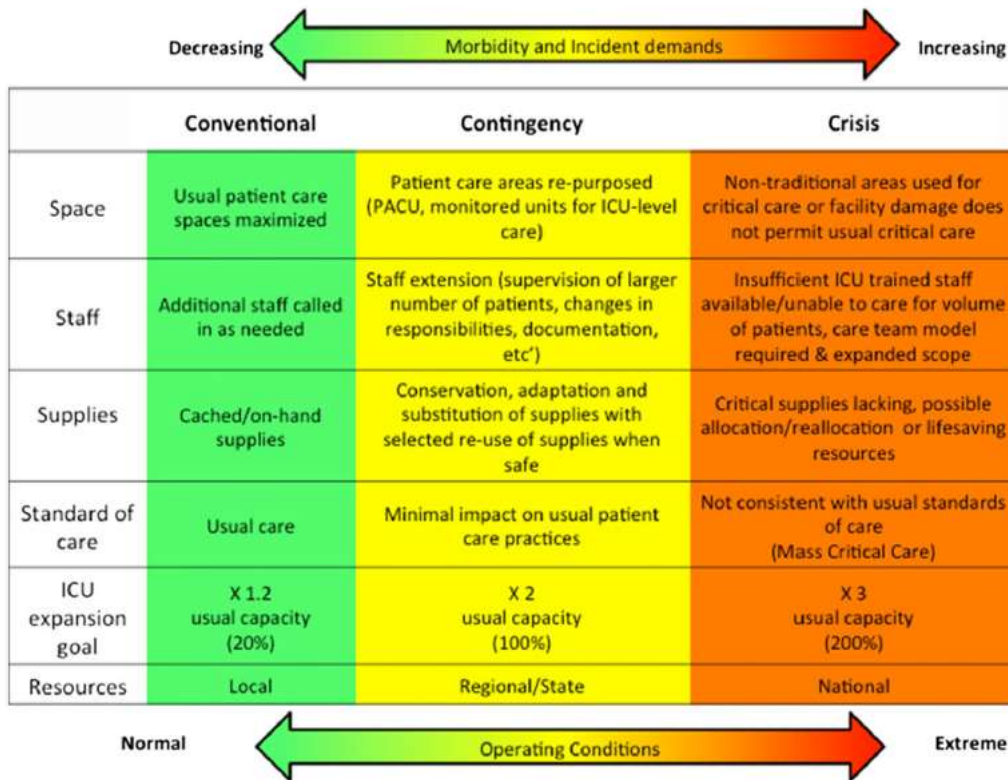 Decreasing Morbidity and Incident demands Increasing
Conventional Contingency Crisis
Space
Usual patient care
spaces maximized
Patient care areas re-purposed
(PACU, monitored units for ICU-level
care)
Non-traditional areas used for
critical care or facility damage does
not permit usual critical care
Staff
Additional staff called
in as needed
Staff extension (supervision of larger
number of patients, changes in
responsibilities, documentation,
etc’)
Insufficient ICU trained staff
available/unable to care for volume
of patients, care team model
required & expanded scope
Supplies
Cached/on-hand
supplies
Conservation, adaptation and
substitution of supplies with
selected re-use of supplies when
safe
Critical supplies lacking, possible
allocation/reallocation or lifesaving
resources
Standard of
care
Usual care
Minimal impact on usual patient
care practices
Not consistent with usual standards
of care
(Mass Critical Care)
ICU
expansion
goal
X 1.2
usual capacity
(20%)
X 2
usual capacity
(100%)
X 3
usual capacity
(200%)
Resources
Local
Regional/State
National
Normal Operating Conditions Extreme